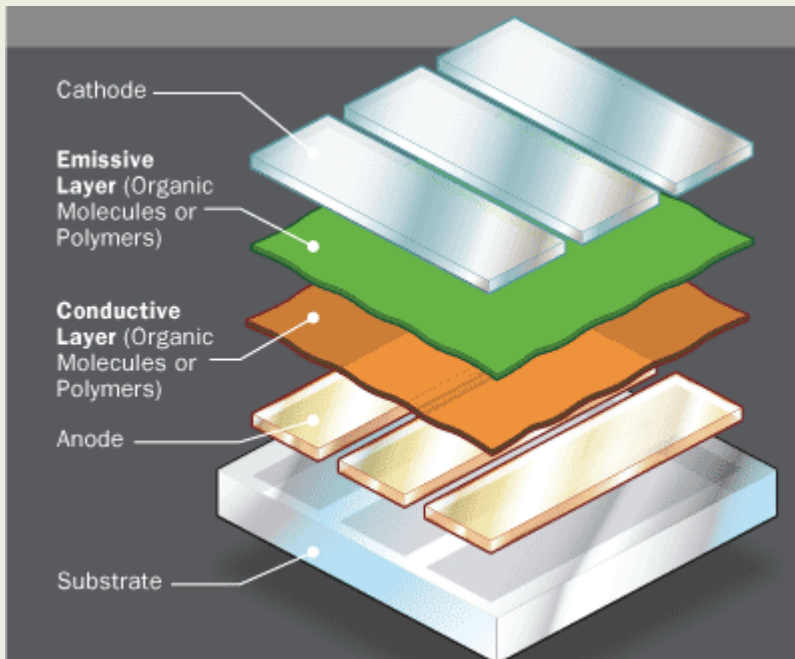 Cathode
Emissive
Layer (Organic
Molecules or
Polymers)
Conductive
Layer (Organic
Molecules or
Polymers)
Anode
Substrate